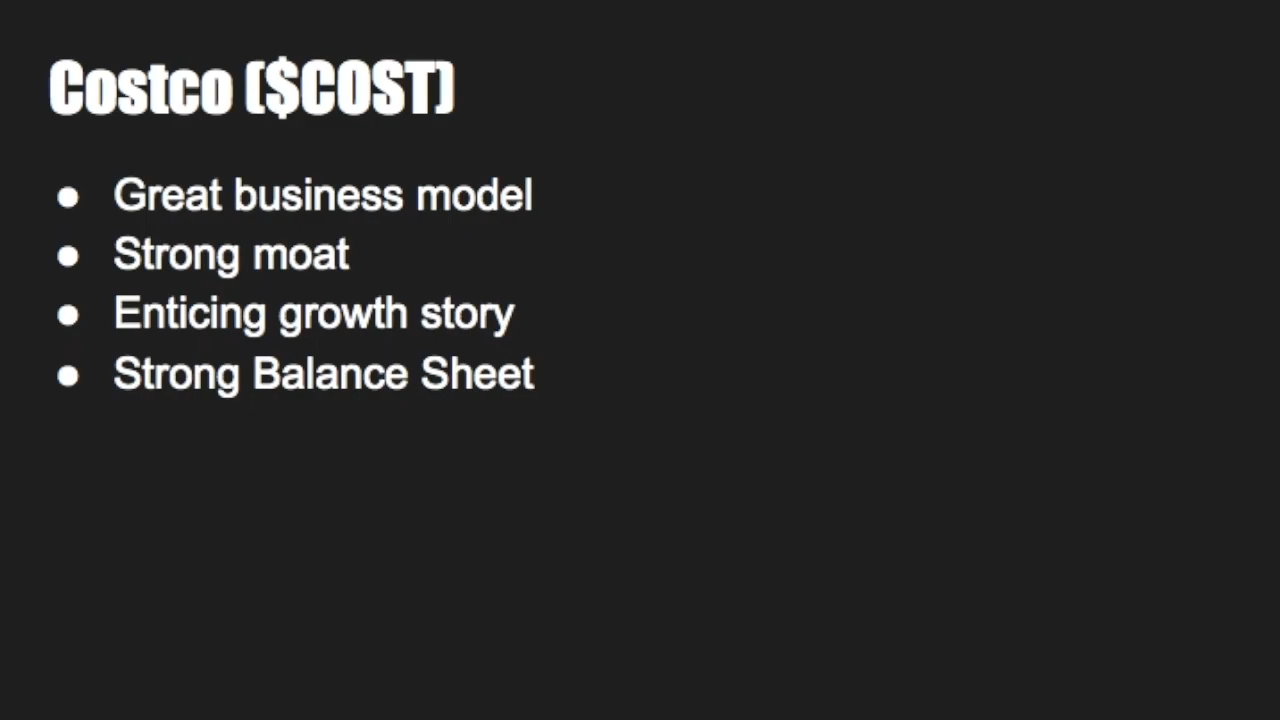 Costco ($COST)
● Great business model
● Strong moat
● Enticing growth story
● Strong Balance Sheet